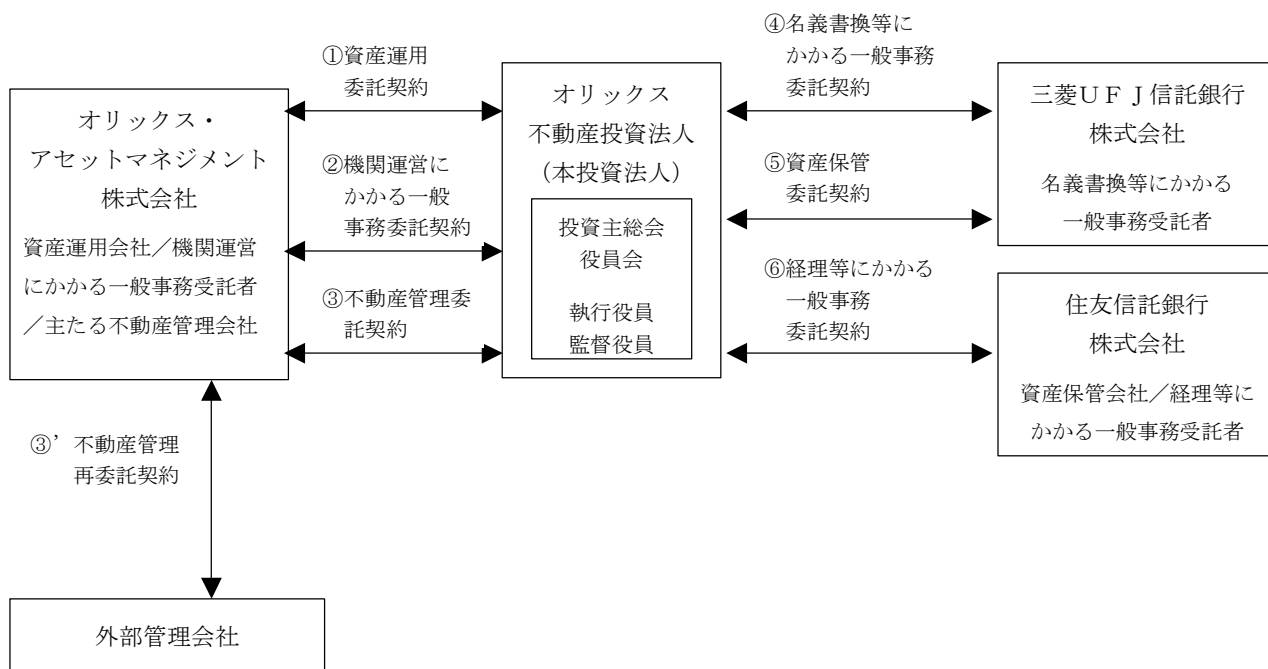 ①資産運用
委託契約
④名義書換等に
かかる一般事務
委託契約
オリックス・
アセットマネジメント
株式会社
資産運用会社／機関運営
にかかる一般事務受託者
／主たる不動産管理会社
②機関運営に
かかる一般
事務委託契約
③不動産管理委
託契約
オリックス
不動産投資法人
（本投資法人）
投資主総会
役員会
執行役員
監督役員
⑤資産保管
委託契約
⑥経理等にかかる
一般事務
委託契約
三菱ＵＦＪ信託銀行
株式会社
名義書換等にかかる
一般事務受託者
住友信託銀行
株式会社
資産保管会社／経理等に
かかる一般事務受託者
③’不動産管理
再委託契約
外部管理会社